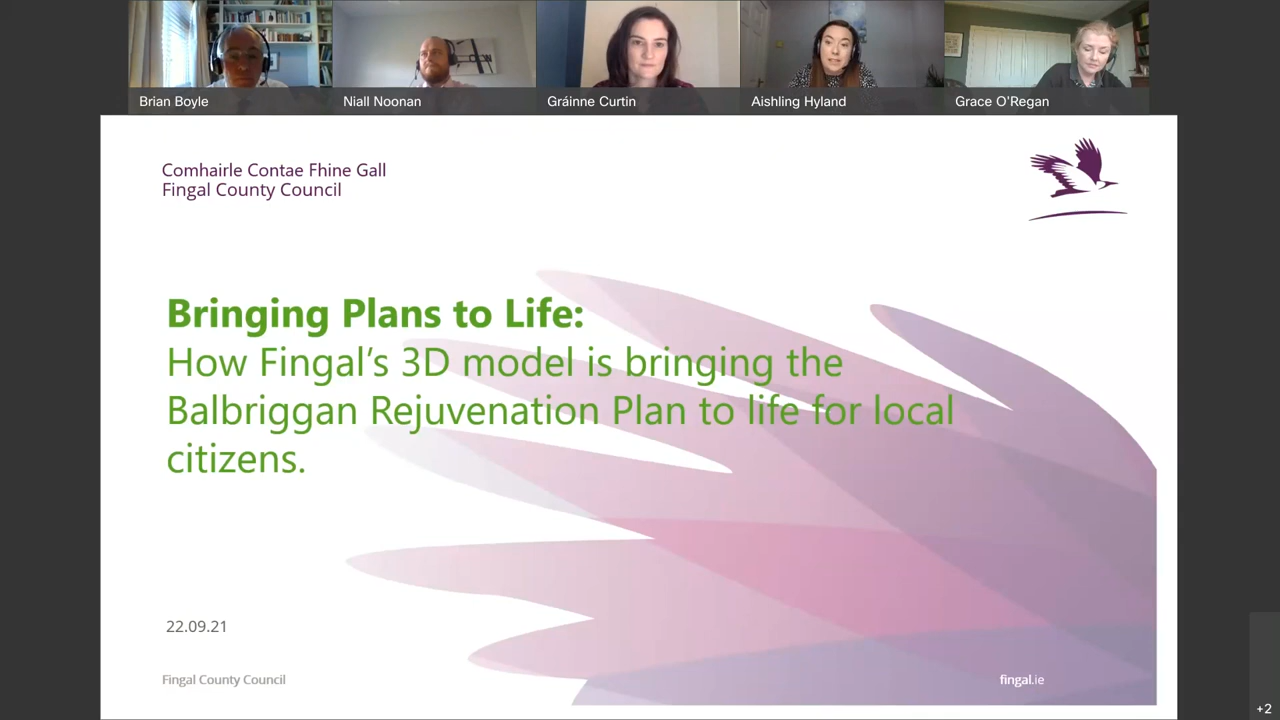 Brian Boyle
Niall Noonan
Gráinne Curtin
Aishling Hyland
Grace O'Regan
Comhairle Contae Fhine Gall
Fingal County Council
Bringing Plans to Life:
How Fingal’s 3D model is bringing the
Balbriggan Rejuvenation Plan to life for local
citizens.
22.09.21
Fingal County Council
fingal.ie
+2